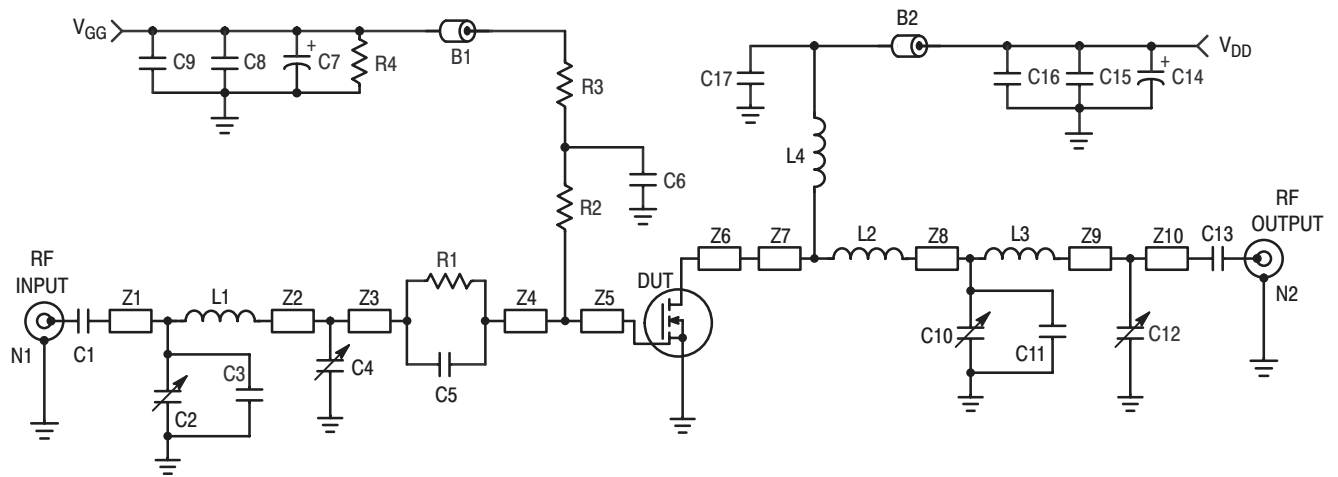 VGG
C9
C8
+
C7
R4
B1
R3
C6
R2
B2
C17
L4
C16
C15
+
C14
VDD
RF
INPUT
N1
C1
Z1
L1
Z2
Z3
R1
C5
Z4
Z5
C2
C3
C4
DUT
Z6
Z7
L2
Z8
L3
Z9
Z10
C13
RF
OUTPUT
N2
C10
C11
C12